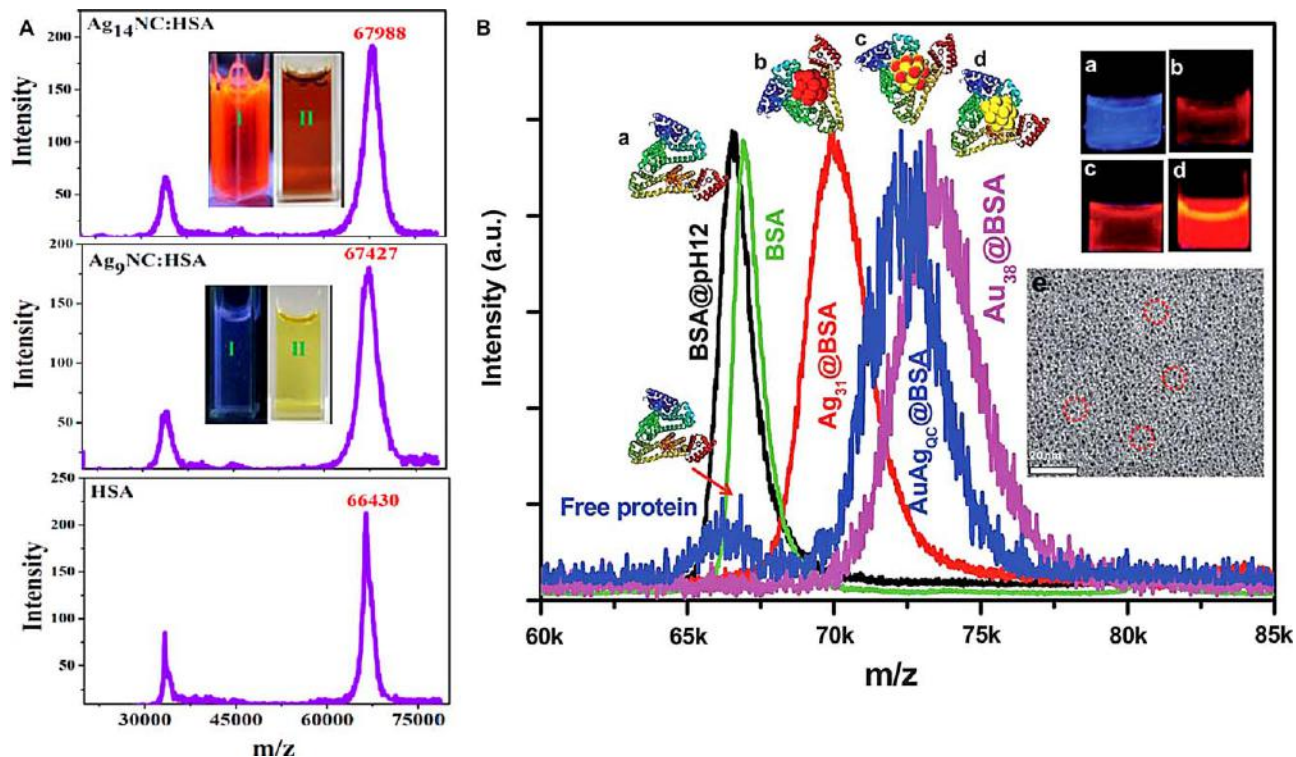 A
Ag14NC:HSA
67988
200
150
100
50
Intensity
I
II
Ag9NC:HSA
67427
200
150
100
50
Intensity
I
II
HSA
66430
250
200
150
100
50
Intensity
30000 45000 60000 75000
m/z
B
a
b
c
d
a
b
c
d
e
20 nm
BSA@pH12
BSA
Ag31@BSA
AuAgQC@BSA
Au38@BSA
Free protein
Intensity (a.u.)
60k 65k 70k 75k 80k 85k
m/z